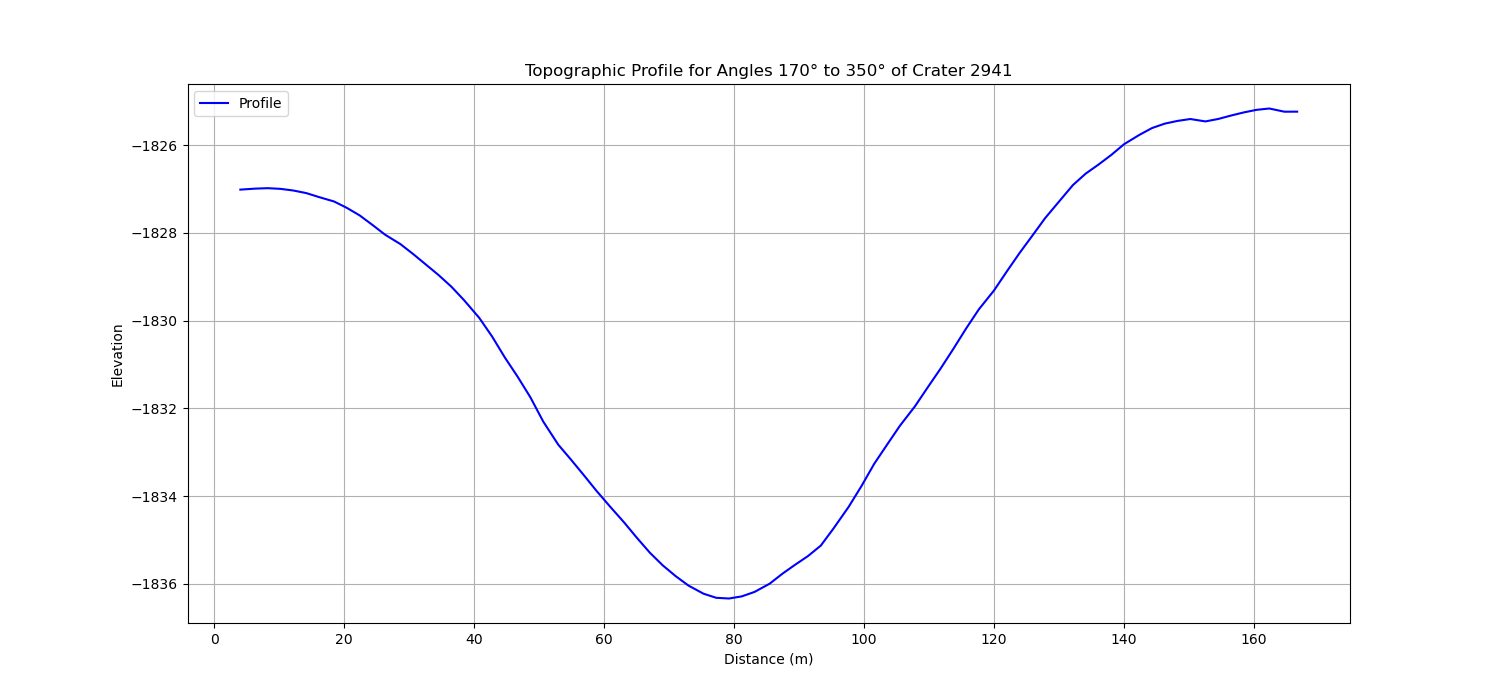 Topographic Profile for Angles 170° to 350° of Crater 2941
Profile
−1826
−1828
−1830
−1832
−1834
−1836
Elevation
0 20 40 60 80 100 120 140 160
Distance (m)